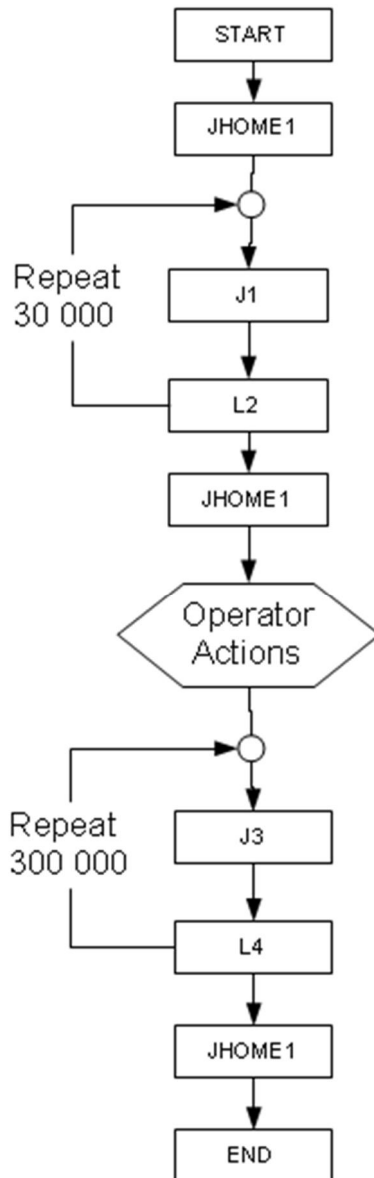 START
JHOME1
Repeat
30 000
J1
L2
JHOME1
Operator
Actions
Repeat
300 000
J3
L4
JHOME1
END